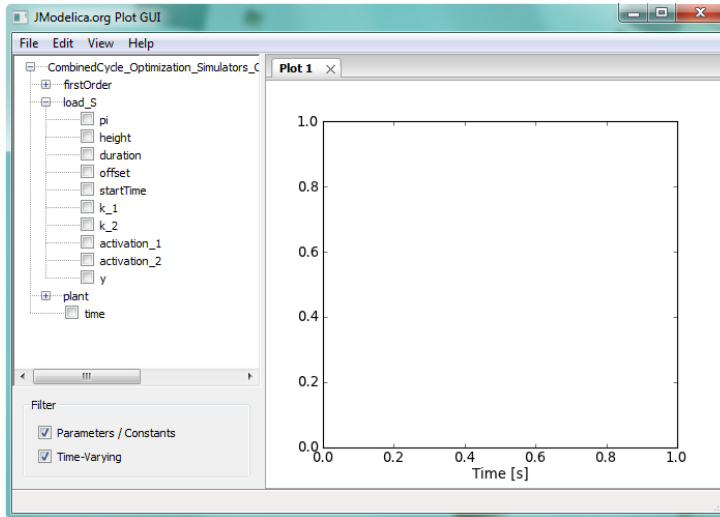 JModelica.org Plot GUI
File Edit View Help
CombinedCycle_Optimization_Simulators_C
firstOrder
load_S
pi
height
duration
offset
startTime
k_1
k_2
activation_1
activation_2
y
plant
time
Filter
Parameters / Constants
Time-Varying
Plot 1
1.0
0.8
0.6
0.4
0.2
0.0
0.0 0.2 0.4 0.6 0.8 1.0
Time [s]